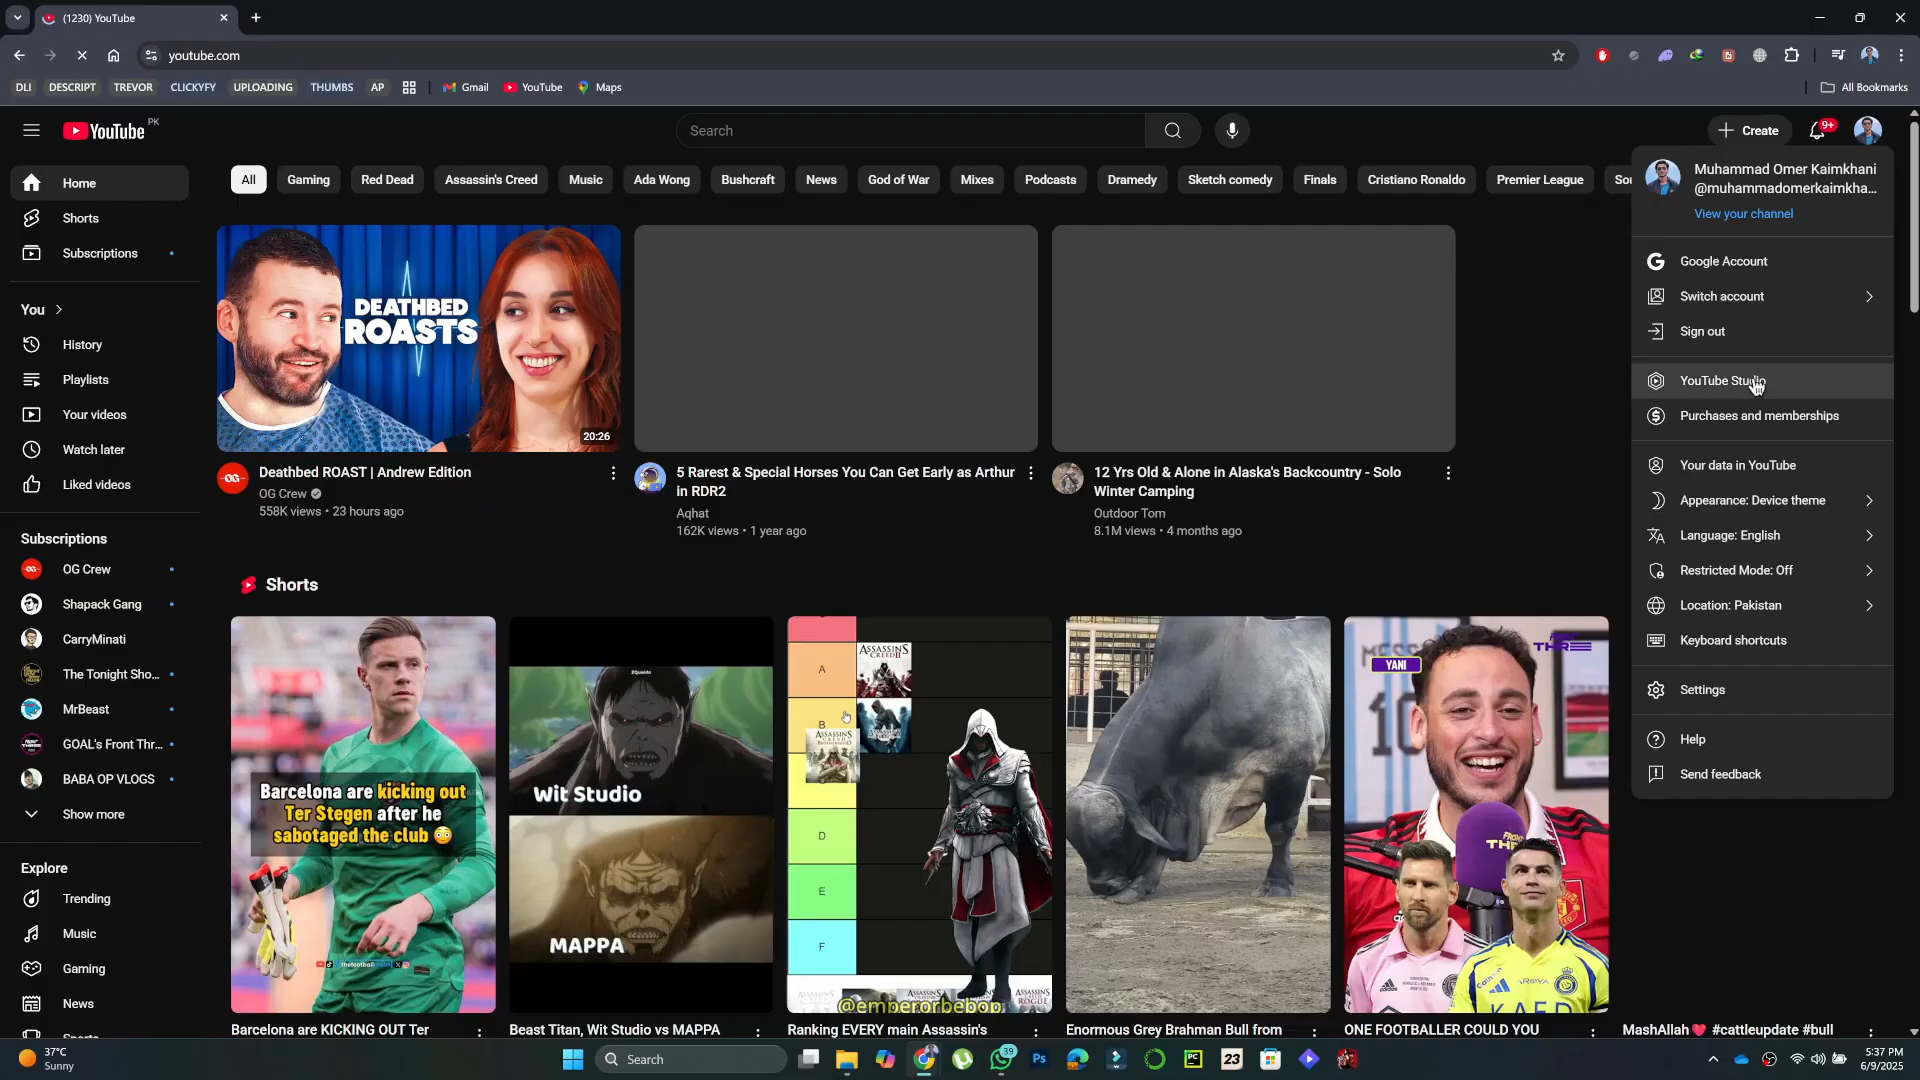 (1230) YouTube
youtube.com
DLI
DESCRIPT
TREVOR
CLICKYFY
UPLOADING
THUMBS
AP
Gmail
YouTube
Maps
All Bookmarks
YouTube PK
Search
Create
9+
All
Gaming
Red Dead
Assassin's Creed
Music
Ada Wong
Bushcraft
News
God of War
Mixes
Podcasts
Dramedy
Sketch comedy
Finals
Cristiano Ronaldo
Premier League
Home
Shorts
Subscriptions
You
History
Playlists
Your videos
Watch later
Liked videos
Subscriptions
OG Crew
Shapack Gang
CarryMinati
The Tonight Sho...
MrBeast
GOAL's Front Thr...
BABA OP VLOGS
Show more
Explore
Trending
Music
Gaming
News
DEATHBED
ROASTS
20:26
-OG-
Deathbed ROAST | Andrew Edition
OG Crew
558K views • 23 hours ago
5 Rarest & Special Horses You Can Get Early as Arthur
in RDR2
Aqhat
162K views • 1 year ago
12 Yrs Old & Alone in Alaska's Backcountry - Solo
Winter Camping
Outdoor Tom
8.1M views • 4 months ago
Shorts
Barcelona are kicking out
Ter Stegen after he
sabotaged the club 😳
Barcelona are KICKING OUT Ter
Wit Studio
MAPPA
Beast Titan, Wit Studio vs MAPPA
A
B
D
E
F
ASSASSIN'S
CREED II
@emperorbebop
Ranking EVERY main Assassin's
Enormous Grey Brahman Bull from
YANI
ONE FOOTBALLER COULD YOU
MashAllah❤️ #cattleupdate #bull
Muhammad Omer Kaimkhani
@muhammadomerkaimkha...
View your channel
Google Account
Switch account
Sign out
YouTube Studio
Purchases and memberships
Your data in YouTube
Appearance: Device theme
Language: English
Restricted Mode: Off
Location: Pakistan
Keyboard shortcuts
Settings
Help
Send feedback
37°C
Sunny
Search
39
Ps
PC
23
5:37 PM
6/9/2025